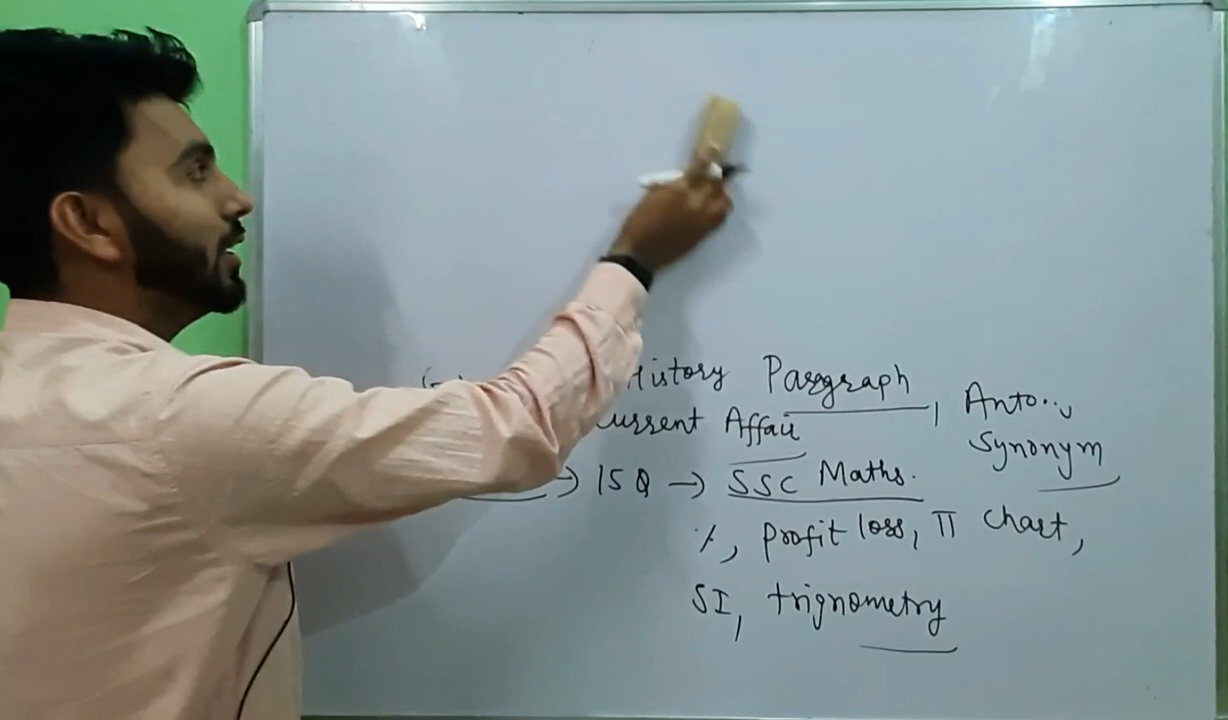 History Paragraph, Anto..
Current Affair Synonym
→ 15 Q → SSC Maths.
%, profit loss, Π chart,
SI, trignometry